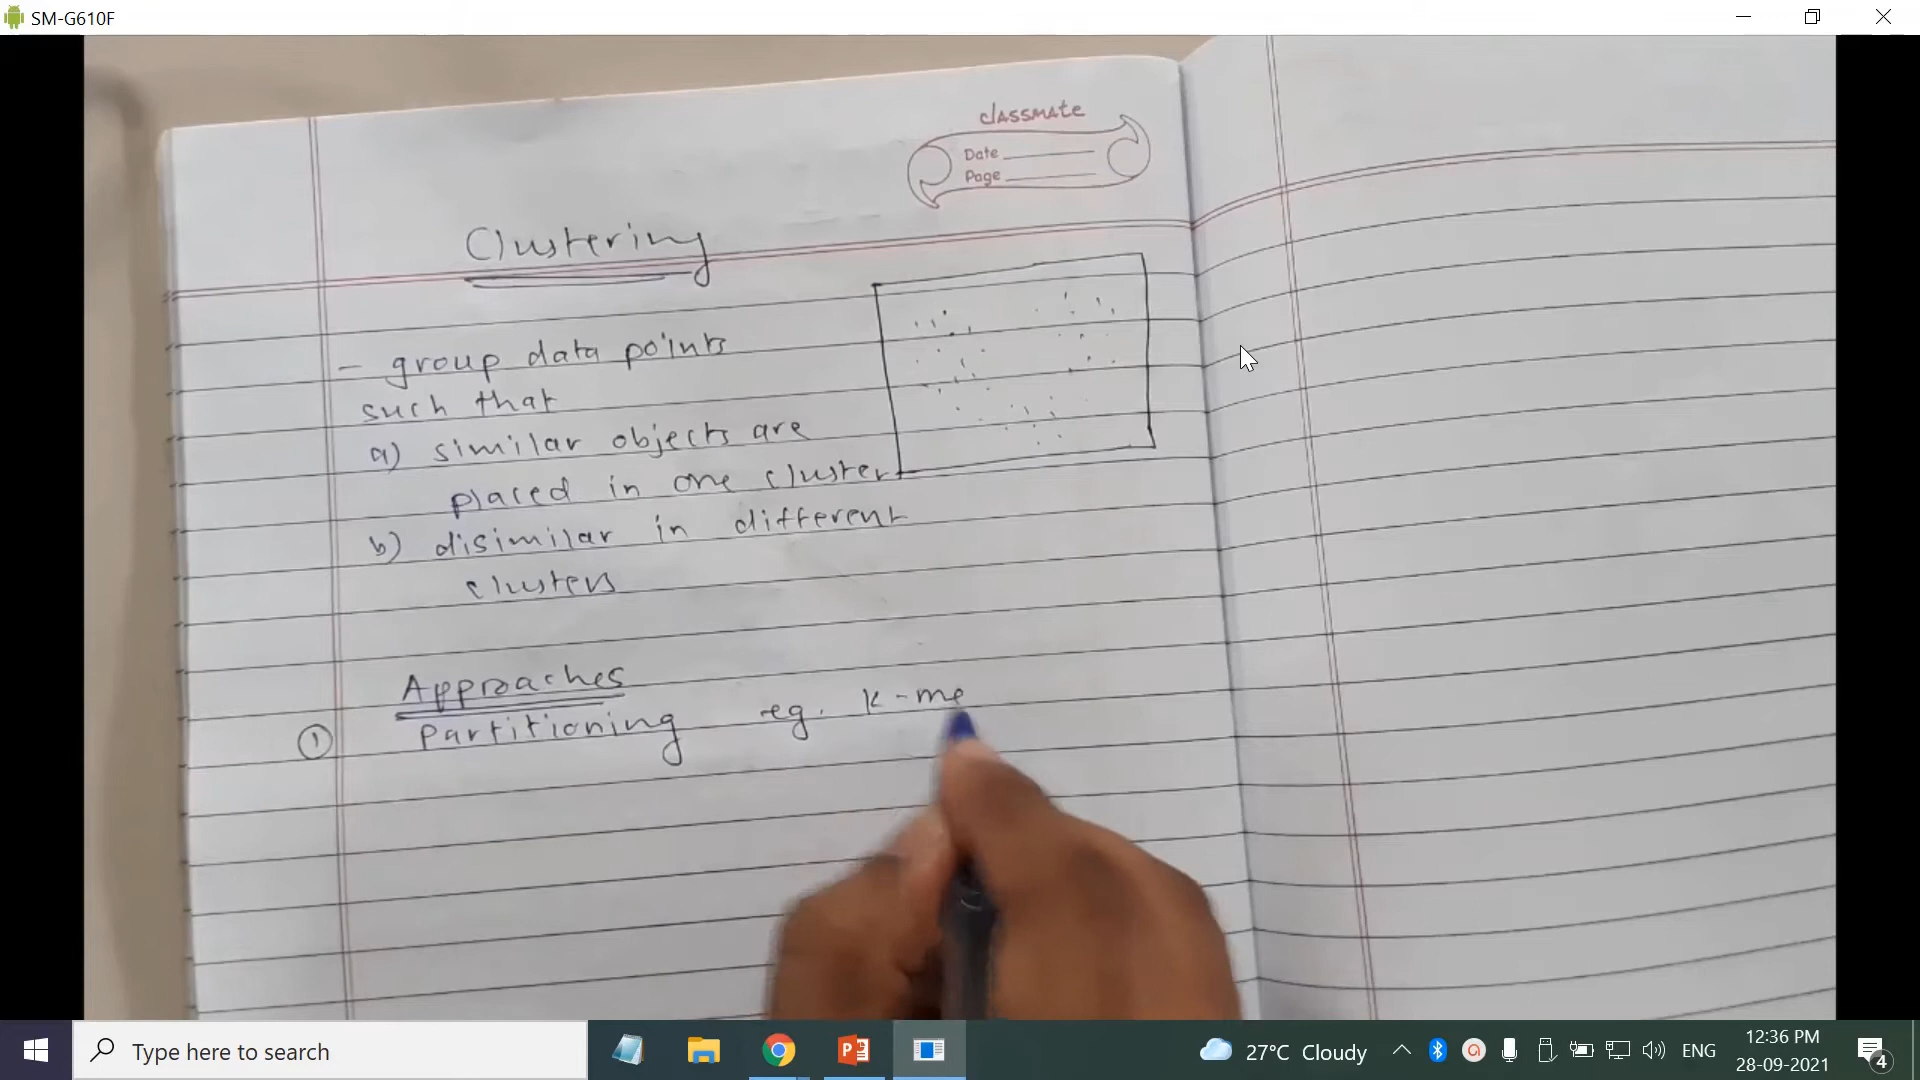 SM-G610F
classmate
Date
Page
Clustering
- group data points
such that
a) similar objects are
placed in one cluster
b) disimilar in different
clusters
Approaches
① Partitioning eg. k-me
Type here to search
27°C Cloudy
ENG
12:36 PM
28-09-2021
4